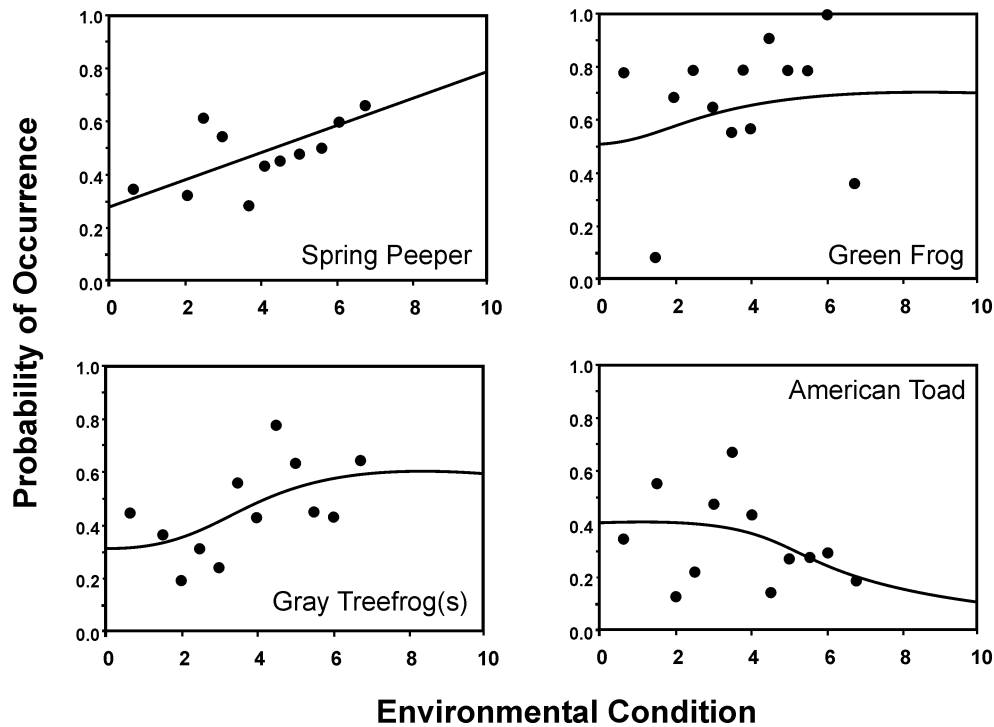 Probability of Occurrence
1.0
0.8
0.6
0.4
0.2
0.0
0 2 4 6 8 10
Spring Peeper
1.0
0.8
0.6
0.4
0.2
0.0
0 2 4 6 8 10
Green Frog
1.0
0.8
0.6
0.4
0.2
0.0
0 2 4 6 8 10
Gray Treefrog(s)
1.0
0.8
0.6
0.4
0.2
0.0
0 2 4 6 8 10
American Toad
Environmental Condition